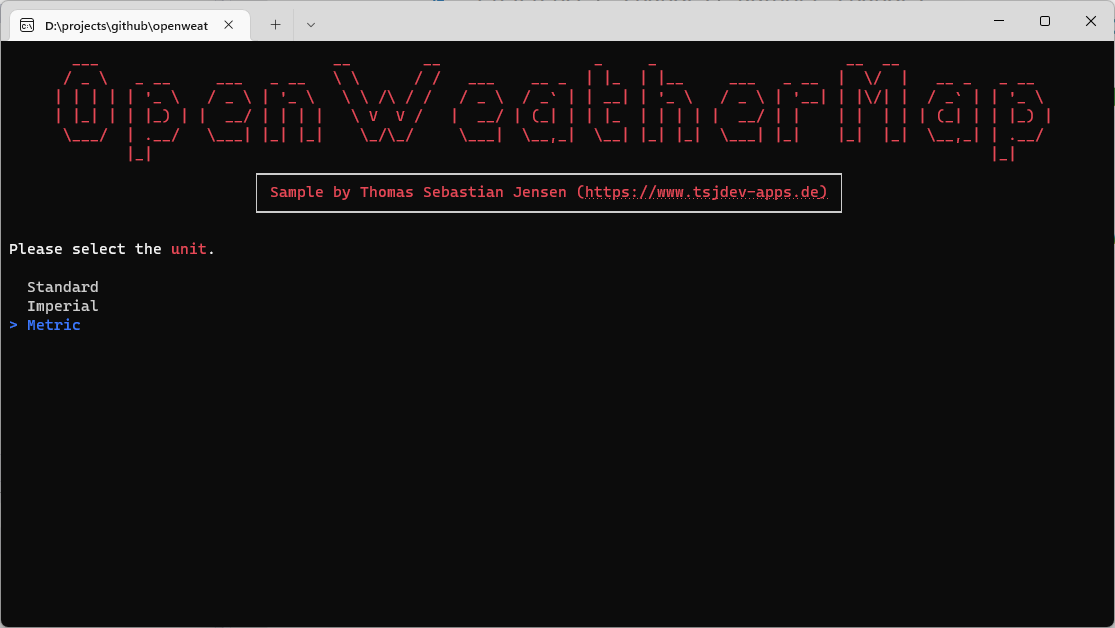 D:\projects\github\openweat
OpenWeatherMap
Sample by Thomas Sebastian Jensen (https://www.tsjdev-apps.de)
Please select the unit.
Standard
Imperial
> Metric